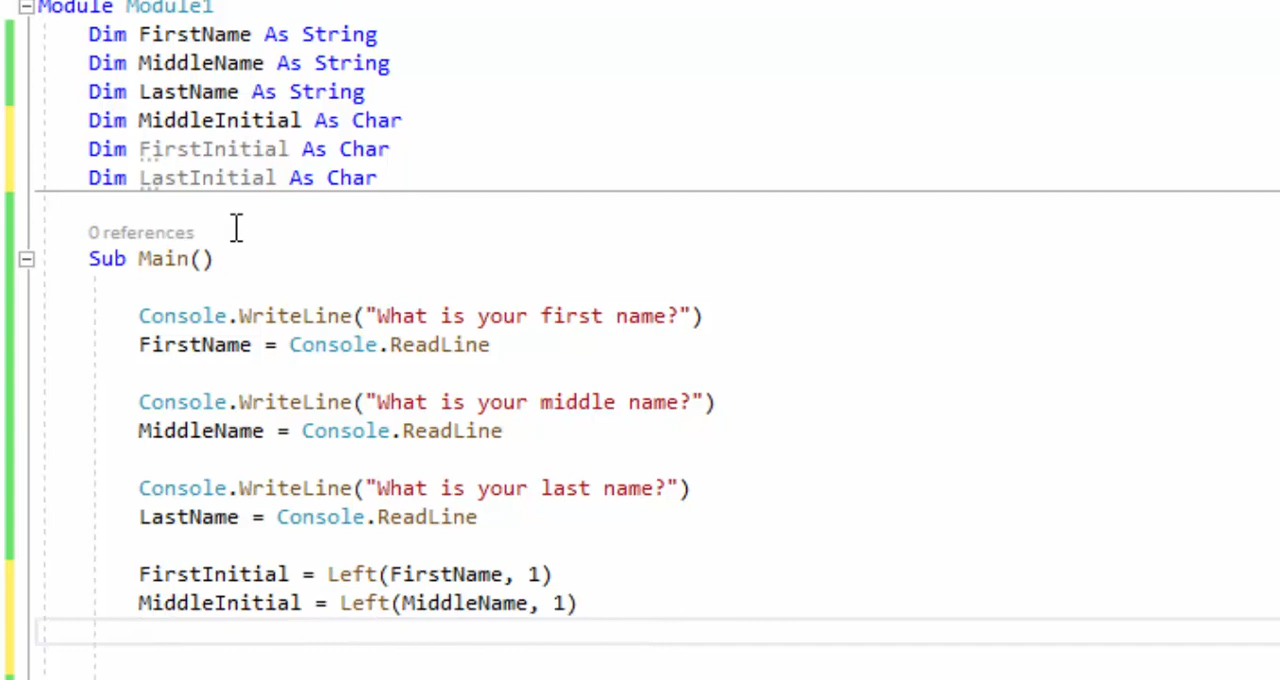 Module Module1
Dim FirstName As String
Dim MiddleName As String
Dim LastName As String
Dim MiddleInitial As Char
Dim FirstInitial As Char
Dim LastInitial As Char
0 references
Sub Main()
Console.WriteLine("What is your first name?")
FirstName = Console.ReadLine
Console.WriteLine("What is your middle name?")
MiddleName = Console.ReadLine
Console.WriteLine("What is your last name?")
LastName = Console.ReadLine
FirstInitial = Left(FirstName, 1)
MiddleInitial = Left(MiddleName, 1)